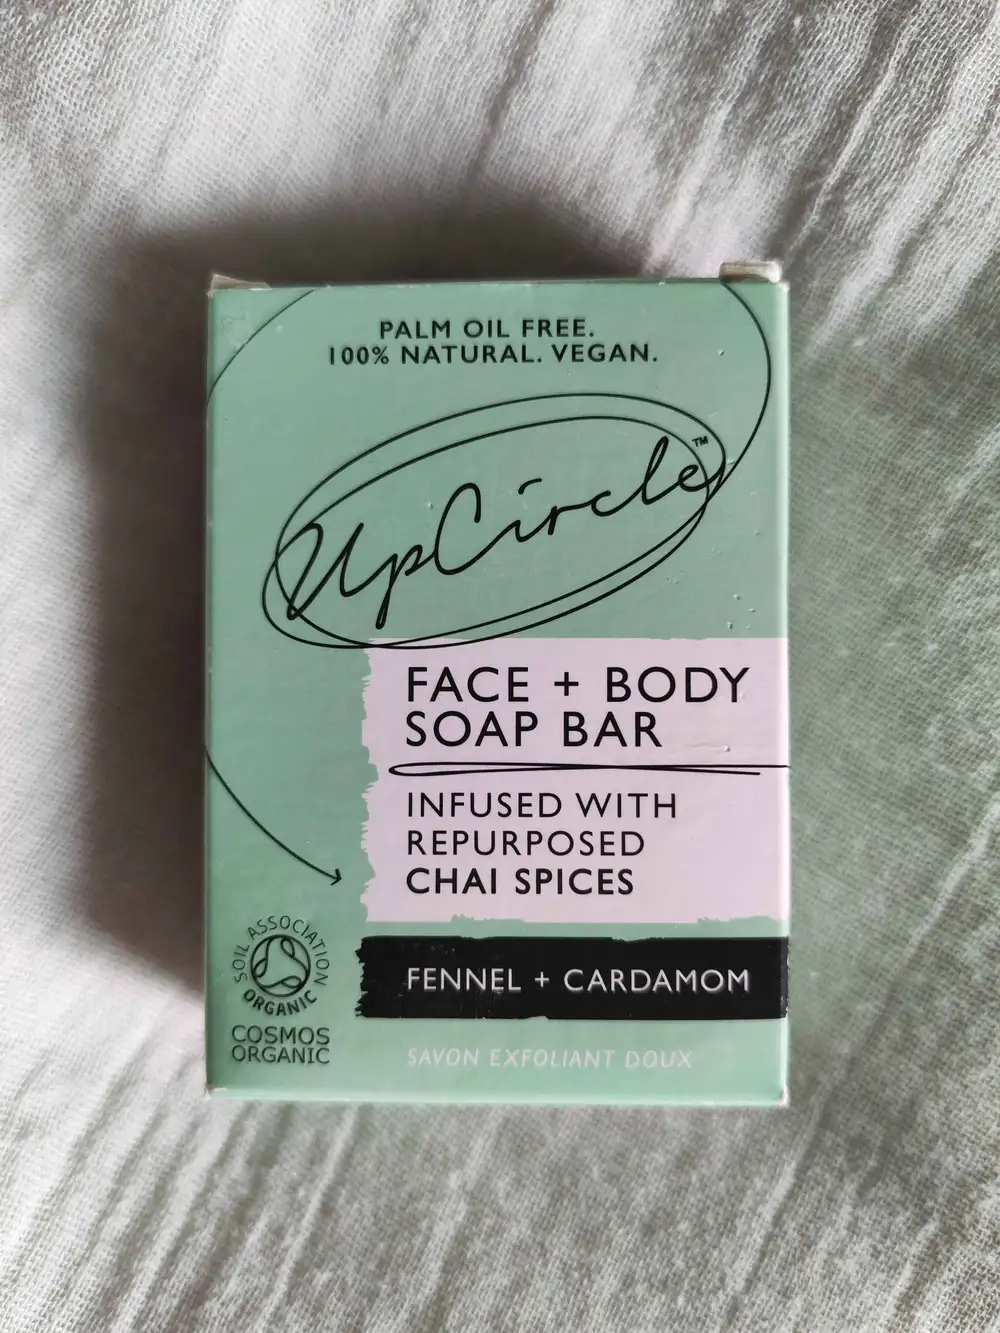 PALM OIL FREE.
100% NATURAL. VEGAN.
UpCircle™
FACE + BODY
SOAP BAR
INFUSED WITH
REPURPOSED
CHAI SPICES
FENNEL + CARDAMOM
SAVON EXFOLIANT DOUX
SOIL ASSOCIATION
ORGANIC
COSMOS
ORGANIC